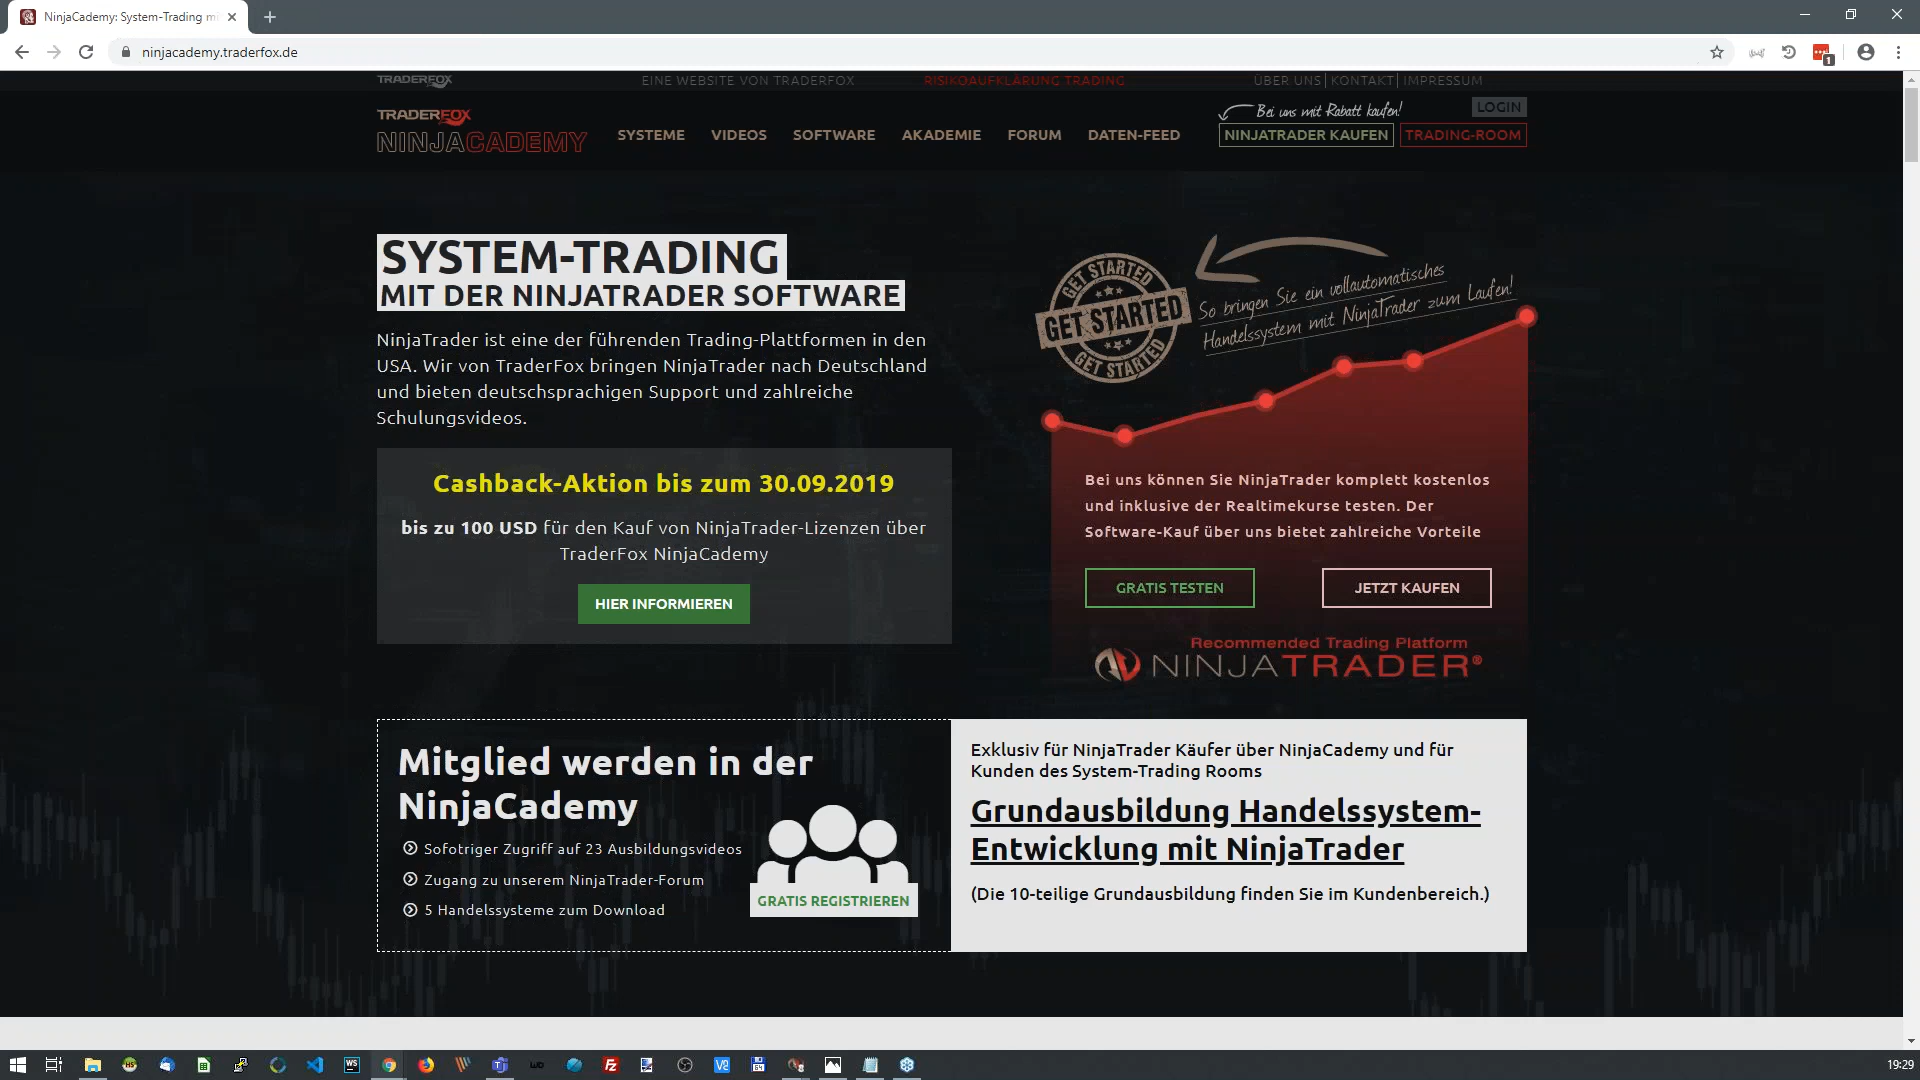 NinjaCademy: System-Trading mi
ninjacademy.traderfox.de
TRADERFOX
EINE WEBSITE VON TRADERFOX
RISIKOAUFKLÄRUNG TRADING
ÜBER UNS | KONTAKT | IMPRESSUM
TRADERFOX
NINJACADEMY
SYSTEME
VIDEOS
SOFTWARE
AKADEMIE
FORUM
DATEN-FEED
Bei uns mit Rabatt kaufen!
LOGIN
NINJATRADER KAUFEN
TRADING-ROOM
SYSTEM-TRADING
MIT DER NINJATRADER SOFTWARE
NinjaTrader ist eine der führenden Trading-Plattformen in den
USA. Wir von TraderFox bringen NinjaTrader nach Deutschland
und bieten deutschsprachigen Support und zahlreiche
Schulungsvideos.
Cashback-Aktion bis zum 30.09.2019
bis zu 100 USD für den Kauf von NinjaTrader-Lizenzen über
TraderFox NinjaCademy
HIER INFORMIEREN
GET STARTED
GET STARTED
GET STARTED
So bringen Sie ein vollautomatisches
Handelssystem mit NinjaTrader zum Laufen!
Bei uns können Sie NinjaTrader komplett kostenlos
und inklusive der Realtimekurse testen. Der
Software-Kauf über uns bietet zahlreiche Vorteile
GRATIS TESTEN
JETZT KAUFEN
Recommended Trading Platform
NINJATRADER®
Mitglied werden in der
NinjaCademy
Sofotriger Zugriff auf 23 Ausbildungsvideos
Zugang zu unserem NinjaTrader-Forum
5 Handelssysteme zum Download
GRATIS REGISTRIEREN
Exklusiv für NinjaTrader Käufer über NinjaCademy und für
Kunden des System-Trading Rooms
Grundausbildung Handelssystem-
Entwicklung mit NinjaTrader
(Die 10-teilige Grundausbildung finden Sie im Kundenbereich.)
19:29